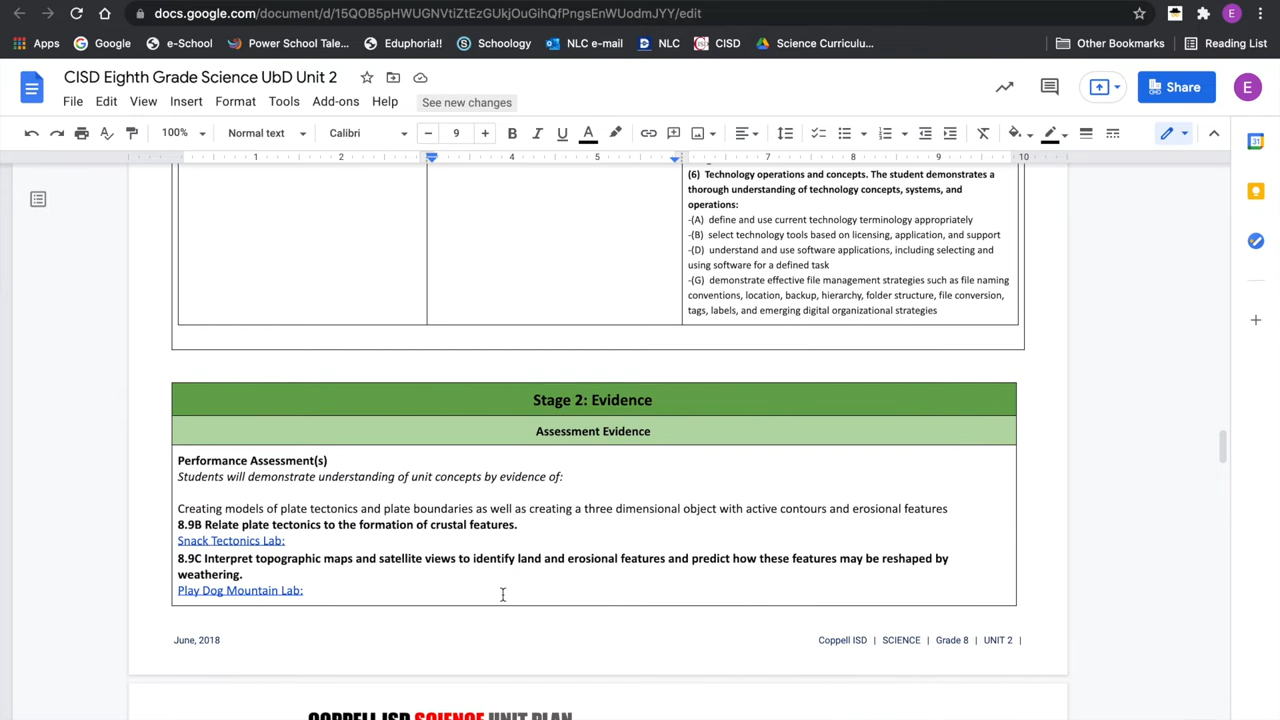 docs.google.com/document/d/15QOB5pHWUGNVtiZtEzGUkjOuGihQfPngsEnWUodmJYY/edit
E
Apps Google e-School Power School Tale... Eduphoria!! Schoology NLC e-mail NLC CISD Science Curriculu... Other Bookmarks Reading List
CISD Eighth Grade Science UbD Unit 2
Share
E
File Edit View Insert Format Tools Add-ons Help See new changes
100% Normal text Calibri 9 B I U A
1 2 4 5 7 8 9 10
(6) Technology operations and concepts. The student demonstrates a
thorough understanding of technology concepts, systems, and
operations:
-(A) define and use current technology terminology appropriately
-(B) select technology tools based on licensing, application, and support
-(D) understand and use software applications, including selecting and
using software for a defined task
-(G) demonstrate effective file management strategies such as file naming
conventions, location, backup, hierarchy, folder structure, file conversion,
tags, labels, and emerging digital organizational strategies
Stage 2: Evidence
Assessment Evidence
Performance Assessment(s)
Students will demonstrate understanding of unit concepts by evidence of:
Creating models of plate tectonics and plate boundaries as well as creating a three dimensional object with active contours and erosional features
8.9B Relate plate tectonics to the formation of crustal features.
Snack Tectonics Lab:
8.9C Interpret topographic maps and satellite views to identify land and erosional features and predict how these features may be reshaped by
weathering.
Play Dog Mountain Lab:
June, 2018
Coppell ISD | SCIENCE | Grade 8 | UNIT 2 |
COPPELL ISD SCIENCE UNIT PLAN